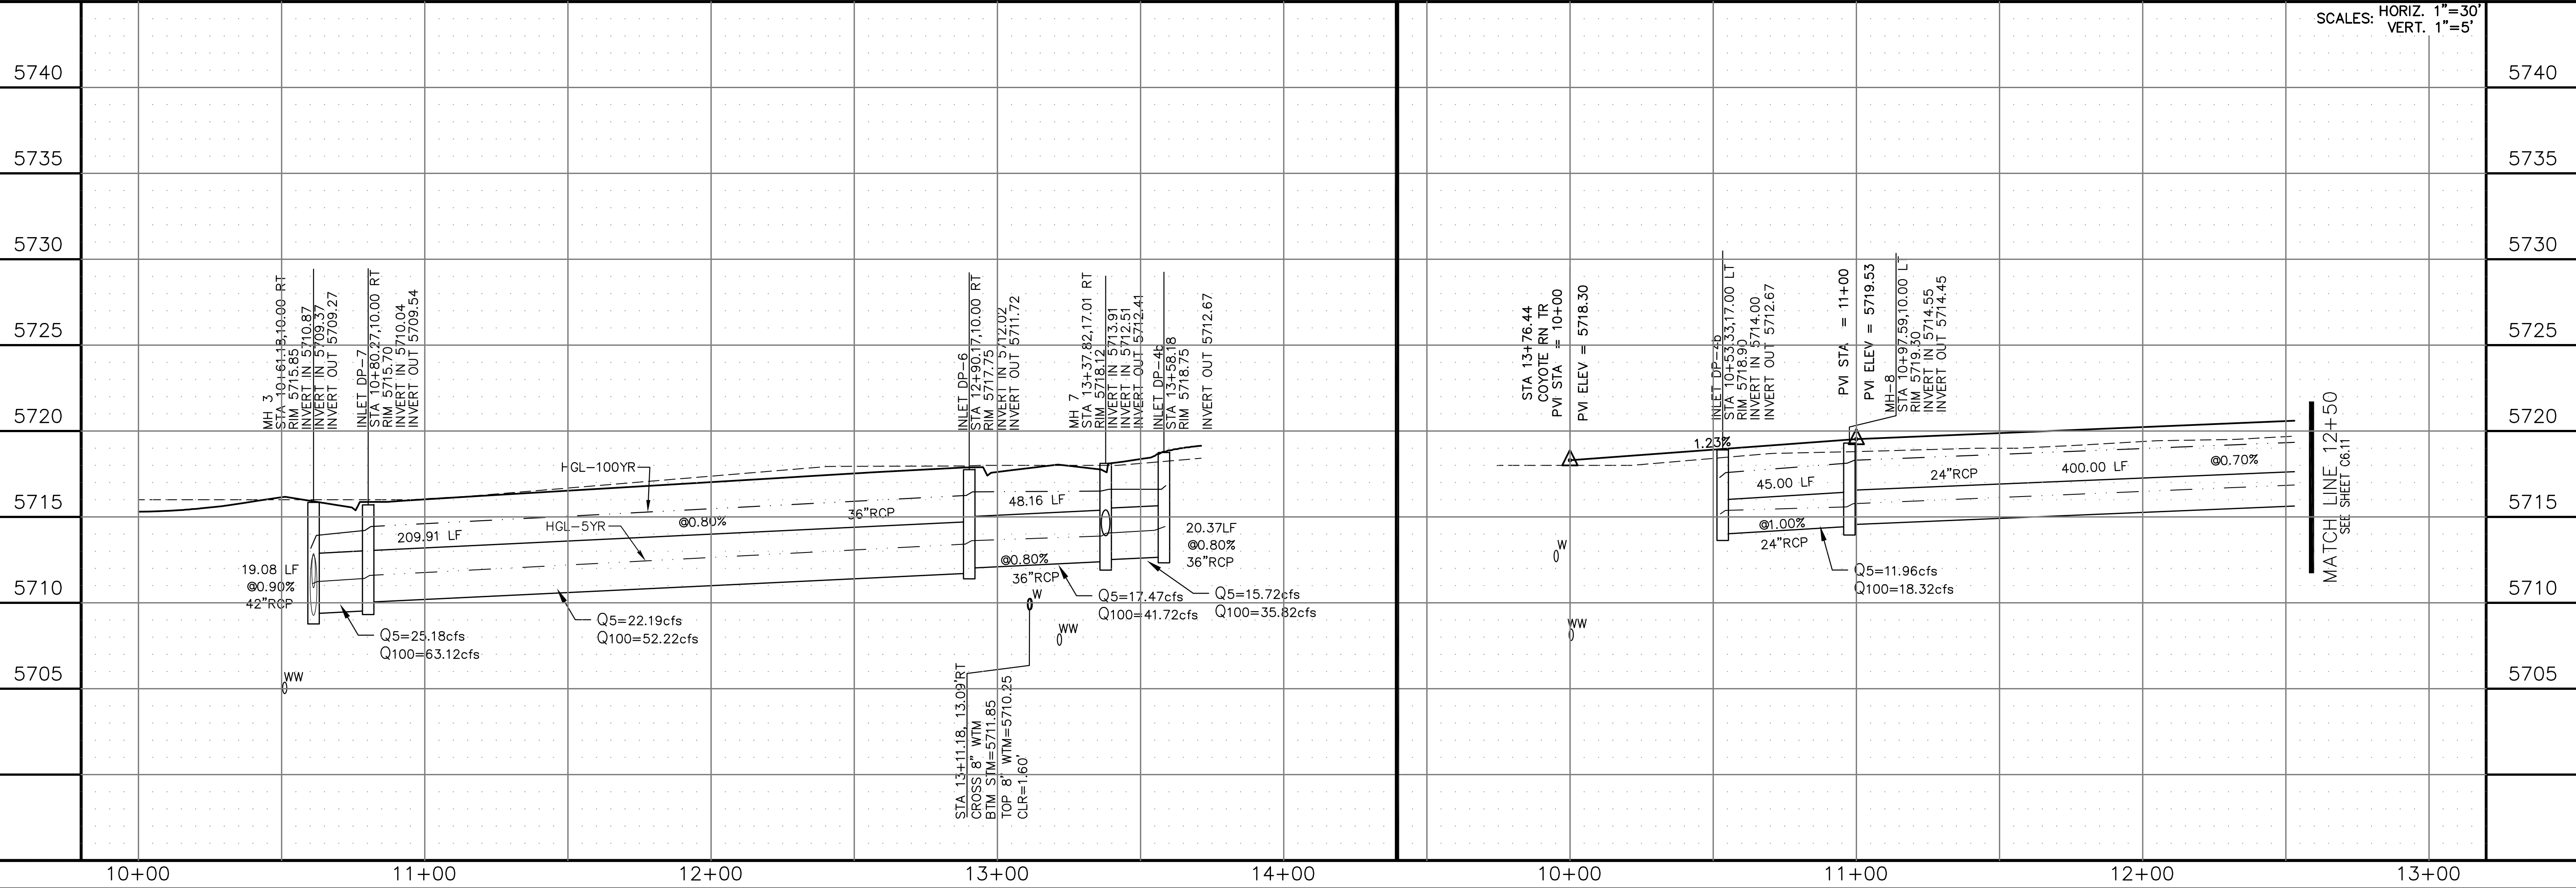 SCALES: HORIZ. 1"=30'
VERT. 1"=5'
5740
5735
5730
5725
5720
5715
5710
5705
MH 3
STA 10+61.18,10.00 RT
RIM 5715.85
INVERT IN 5710.87
INVERT IN 5709.37
INVERT OUT 5709.27
INLET DP-7
STA 10+80.27,10.00 RT
RIM 5715.70
INVERT IN 5710.04
INVERT OUT 5709.54
INLET DP-6
STA 12+90.17,10.00 RT
RIM 5717.75
INVERT IN 5712.02
INVERT OUT 5711.72
MH 7
STA 13+37.82,17.01 RT
RIM 5718.12
INVERT IN 5713.91
INVERT IN 5712.51
INVERT OUT 5712.41
INLET DP-4b
STA 13+58.18
RIM 5718.75
INVERT OUT 5712.67
HGL-100YR
HGL-5YR
19.08 LF
@0.90%
42"RCP
209.91 LF
@0.80%
36"RCP
48.16 LF
@0.80%
36"RCP
20.37LF
@0.80%
36"RCP
Q5=25.18cfs
Q100=63.12cfs
Q5=22.19cfs
Q100=52.22cfs
Q5=17.47cfs
Q100=41.72cfs
Q5=15.72cfs
Q100=35.82cfs
WW
W
WW
STA 13+11.18, 13.09'RT
CROSS 8" WTM
BTM STM=5711.85
TOP 8" WTM=5710.25
CLR=1.60'
10+00
11+00
12+00
13+00
14+00
STA 13+76.44
COYOTE RN TR
PVI STA = 10+00
PVI ELEV = 5718.30
INLET DP-4b
STA 10+53.33,17.00 LT
RIM 5718.90
INVERT IN 5714.00
INVERT OUT 5712.67
PVI STA = 11+00
PVI ELEV = 5719.53
MH-8
STA 10+97.59,10.00 LT
RIM 5719.30
INVERT IN 5714.55
INVERT OUT 5714.45
1.23%
45.00 LF
@1.00%
24"RCP
24"RCP
400.00 LF
@0.70%
Q5=11.96cfs
Q100=18.32cfs
W
WW
MATCH LINE 12+50
SEE SHEET C6.11
10+00
11+00
12+00
13+00
5740
5735
5730
5725
5720
5715
5710
5705